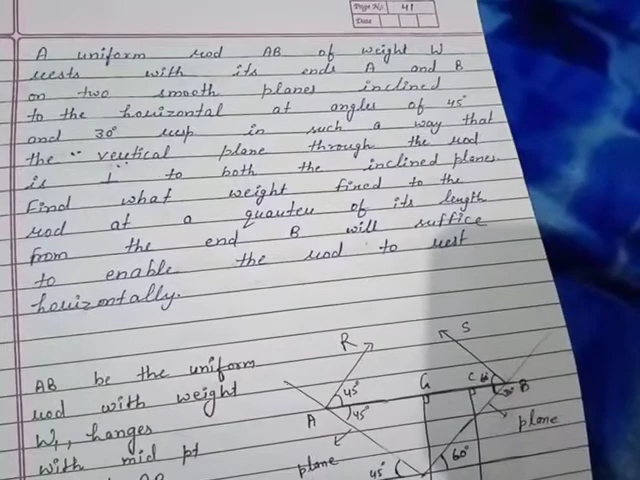 Page No. 41
Date
A uniform rod AB of weight W
rests with its ends A and B
on two smooth planes inclined
to the horizontal at angles of 45°
and 30° resp in such a way that
the " vertical plane through the rod
is ⊥ to both the inclined planes.
Find what weight fixed to the
rod at a quarter of its length
from the end B will suffice
to enable the rod to rest
horizontally.
AB be the uniform
rod with weight
W, hanges
with mid pt
R
S
45°
45°
A
G
C
B
plane
plane
45°
60°